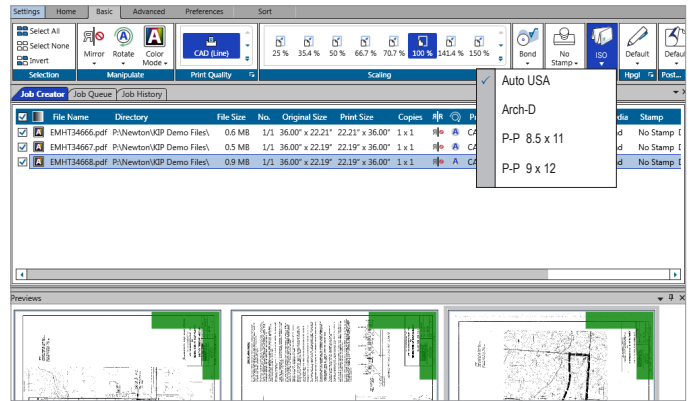 Settings Home Basic Advanced Preferences Sort
Select All
Select None
Invert
Mirror
Rotate
Color
Mode
CAD (Line)
25 % 35.4 % 50 % 66.7 % 70.7 % 100 % 141.4 % 150 %
Bond
No
Stamp
ISO
Default
Selection Manipulate Print Quality Scaling Hpgl Post...
Auto USA
Arch-D
P-P 8.5 x 11
P-P 9 x 12
Job Creator Job Queue Job History
File Name Directory File Size No. Original Size Print Size Copies Stamp
EMHT34666.pdf P:\Newton\KIP Demo Files\ 0.6 MB 1/1 36.00" x 22.21" 22.21" x 36.00" 1 x 1 No Stamp
EMHT34667.pdf P:\Newton\KIP Demo Files\ 0.5 MB 1/1 36.00" x 22.19" 22.19" x 36.00" 1 x 1 No Stamp
EMHT34668.pdf P:\Newton\KIP Demo Files\ 0.9 MB 1/1 36.00" x 22.19" 22.19" x 36.00" 1 x 1 No Stamp
Previews